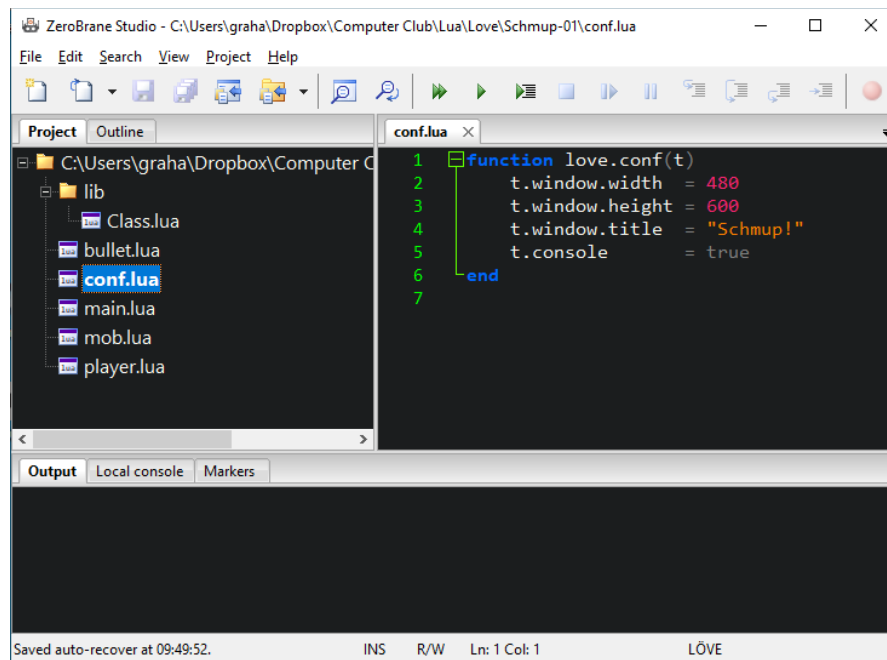 ZeroBrane Studio - C:\Users\graha\Dropbox\Computer Club\Lua\Love\Schmup-01\conf.lua
File Edit Search View Project Help
Project Outline
C:\Users\graha\Dropbox\Computer C
lib
Class.lua
bullet.lua
conf.lua
main.lua
mob.lua
player.lua
conf.lua
1 function love.conf(t)
2 t.window.width = 480
3 t.window.height = 600
4 t.window.title = "Schmup!"
5 t.console = true
6 end
7
Output Local console Markers
Saved auto-recover at 09:49:52. INS R/W Ln: 1 Col: 1 LÖVE